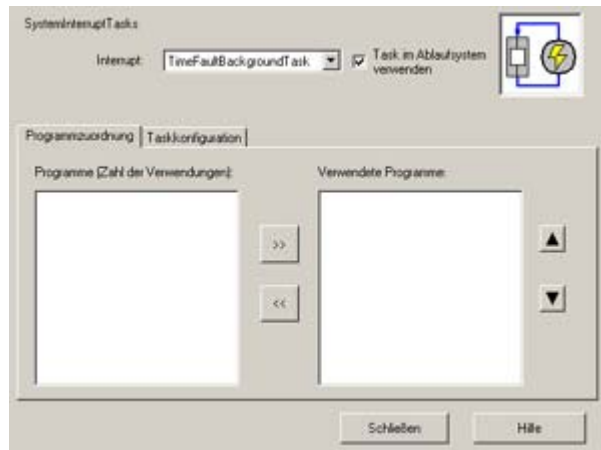 SystemInterruptTasks
Interrupt: TimeFaultBackgroundTask Task im Ablaufsystem
verwenden
Programmzuordnung Taskkonfiguration
Programme (Zahl der Verwendungen): Verwendete Programme:
>>
<<
Schließen Hilfe